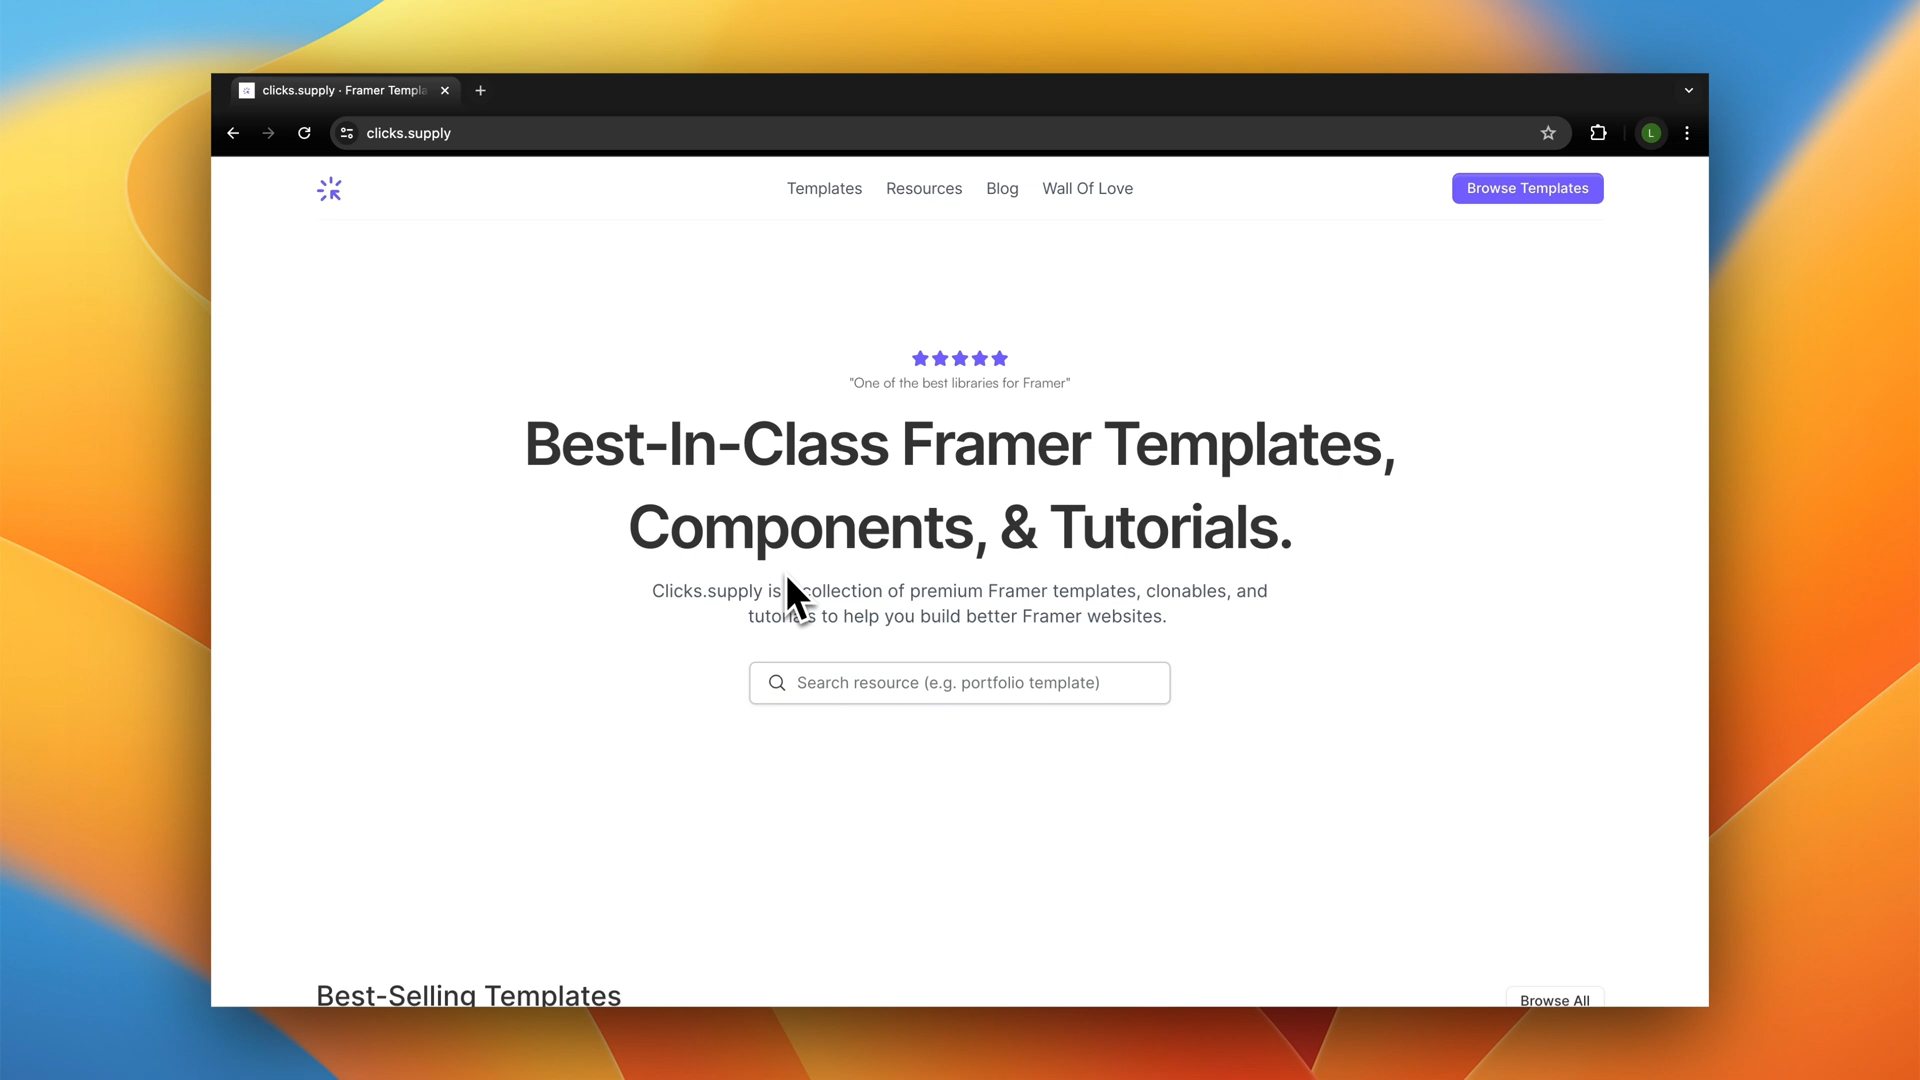 clicks.supply · Framer Templa
clicks.supply
L
Templates Resources Blog Wall Of Love
Browse Templates
"One of the best libraries for Framer"
Best-In-Class Framer Templates,
Components, & Tutorials.
Clicks.supply is collection of premium Framer templates, clonables, and
tutorials to help you build better Framer websites.
Search resource (e.g. portfolio template)
Best-Selling Templates
Browse All